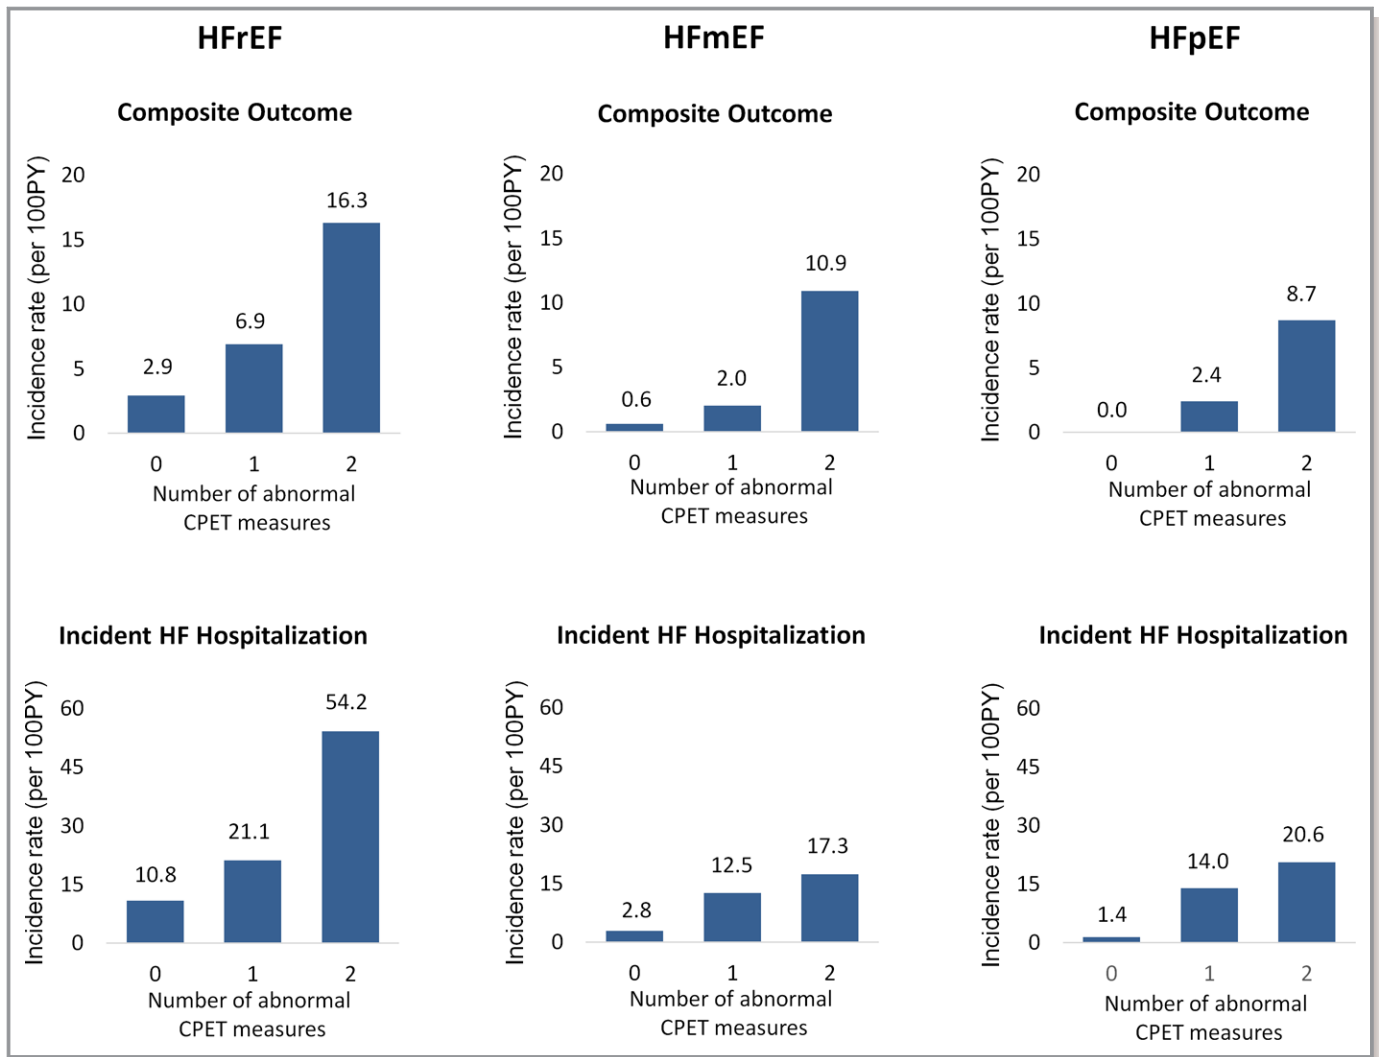 HFrEF
HFmEF
HFpEF
Composite Outcome
Incidence rate (per 100PY)
20
15
10
5
0
2.9
6.9
16.3
0
1
2
Number of abnormal
CPET measures
Composite Outcome
Incidence rate (per 100PY)
20
15
10
5
0
0.6
2.0
10.9
0
1
2
Number of abnormal
CPET measures
Composite Outcome
Incidence rate (per 100PY)
20
15
10
5
0
0.0
2.4
8.7
0
1
2
Number of abnormal
CPET measures
Incident HF Hospitalization
Incidence rate (per 100PY)
60
45
30
15
0
10.8
21.1
54.2
0
1
2
Number of abnormal
CPET measures
Incident HF Hospitalization
Incidence rate (per 100PY)
60
45
30
15
0
2.8
12.5
17.3
0
1
2
Number of abnormal
CPET measures
Incident HF Hospitalization
Incidence rate (per 100PY)
60
45
30
15
0
1.4
14.0
20.6
0
1
2
Number of abnormal
CPET measures